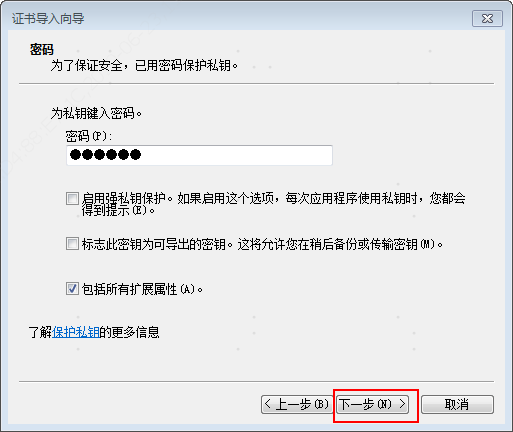 证书导入向导
密码
为了保证安全，已用密码保护私钥。
为私钥键入密码。
密码(P):
●●●●●●
启用强私钥保护。如果启用这个选项，每次应用程序使用私钥时，您都会
得到提示(E)。
标志此密钥为可导出的密钥。这将允许您在稍后备份或传输密钥(M)。
包括所有扩展属性(A)。
了解保护私钥的更多信息
< 上一步(B)
下一步(N) >
取消